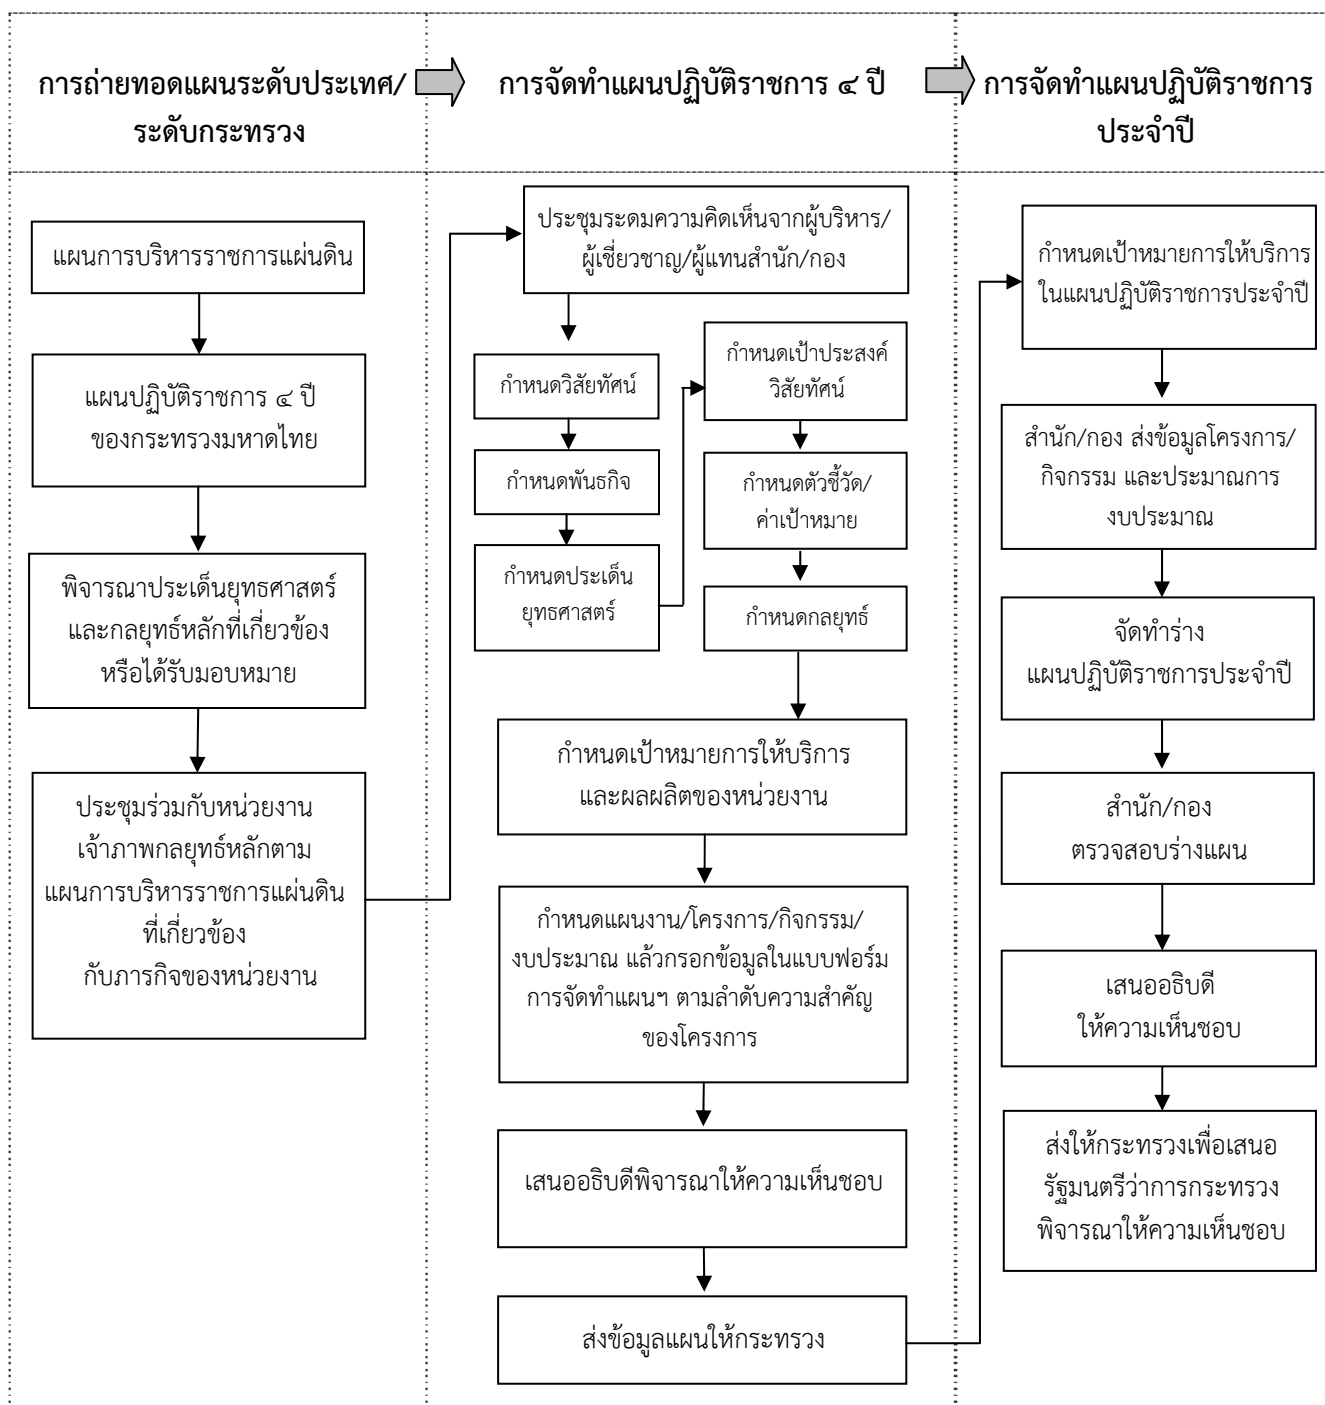 การถ่ายทอดแผนระดับประเทศ/
ระดับกระทรวง
การจัดทำแผนปฏิบัติราชการ ๔ ปี
การจัดทำแผนปฏิบัติราชการ
ประจำปี
แผนการบริหารราชการแผ่นดิน
แผนปฏิบัติราชการ ๔ ปี
ของกระทรวงมหาดไทย
พิจารณาประเด็นยุทธศาสตร์
และกลยุทธ์หลักที่เกี่ยวข้อง
หรือได้รับมอบหมาย
ประชุมร่วมกับหน่วยงาน
เจ้าภาพกลยุทธ์หลักตาม
แผนการบริหารราชการแผ่นดิน
ที่เกี่ยวข้อง
กับภารกิจของหน่วยงาน
ประชุมระดมความคิดเห็นจากผู้บริหาร/
ผู้เชี่ยวชาญ/ผู้แทนสำนัก/กอง
กำหนดวิสัยทัศน์
กำหนดพันธกิจ
กำหนดประเด็น
ยุทธศาสตร์
กำหนดเป้าประสงค์
วิสัยทัศน์
กำหนดตัวชี้วัด/
ค่าเป้าหมาย
กำหนดกลยุทธ์
กำหนดเป้าหมายการให้บริการ
และผลผลิตของหน่วยงาน
กำหนดแผนงาน/โครงการ/กิจกรรม/
งบประมาณ แล้วกรอกข้อมูลในแบบฟอร์ม
การจัดทำแผนฯ ตามลำดับความสำคัญ
ของโครงการ
เสนออธิบดีพิจารณาให้ความเห็นชอบ
ส่งข้อมูลแผนให้กระทรวง
กำหนดเป้าหมายการให้บริการ
ในแผนปฏิบัติราชการประจำปี
สำนัก/กอง ส่งข้อมูลโครงการ/
กิจกรรม และประมาณการ
งบประมาณ
จัดทำร่าง
แผนปฏิบัติราชการประจำปี
สำนัก/กอง
ตรวจสอบร่างแผน
เสนออธิบดี
ให้ความเห็นชอบ
ส่งให้กระทรวงเพื่อเสนอ
รัฐมนตรีว่าการกระทรวง
พิจารณาให้ความเห็นชอบ